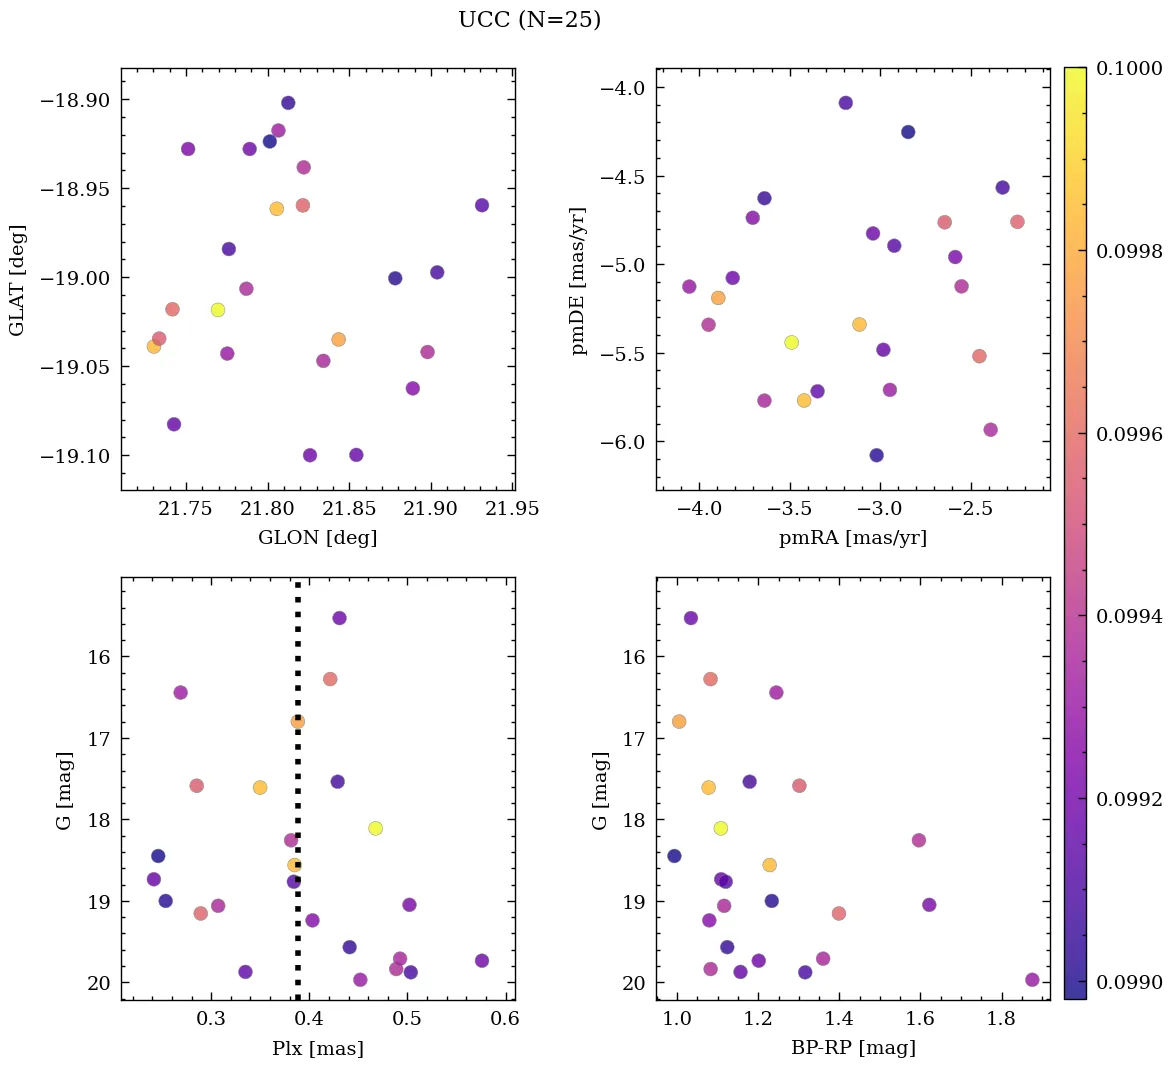 UCC (N=25)
−18.90
−18.95
−19.00
−19.05
−19.10
GLAT [deg]
21.75 21.80 21.85 21.90 21.95
GLON [deg]
−4.0
−4.5
−5.0
−5.5
−6.0
pmDE [mas/yr]
−4.0 −3.5 −3.0 −2.5
pmRA [mas/yr]
16
17
18
19
20
G [mag]
0.3 0.4 0.5 0.6
Plx [mas]
16
17
18
19
20
G [mag]
1.0 1.2 1.4 1.6 1.8
BP-RP [mag]
0.1000
0.0998
0.0996
0.0994
0.0992
0.0990